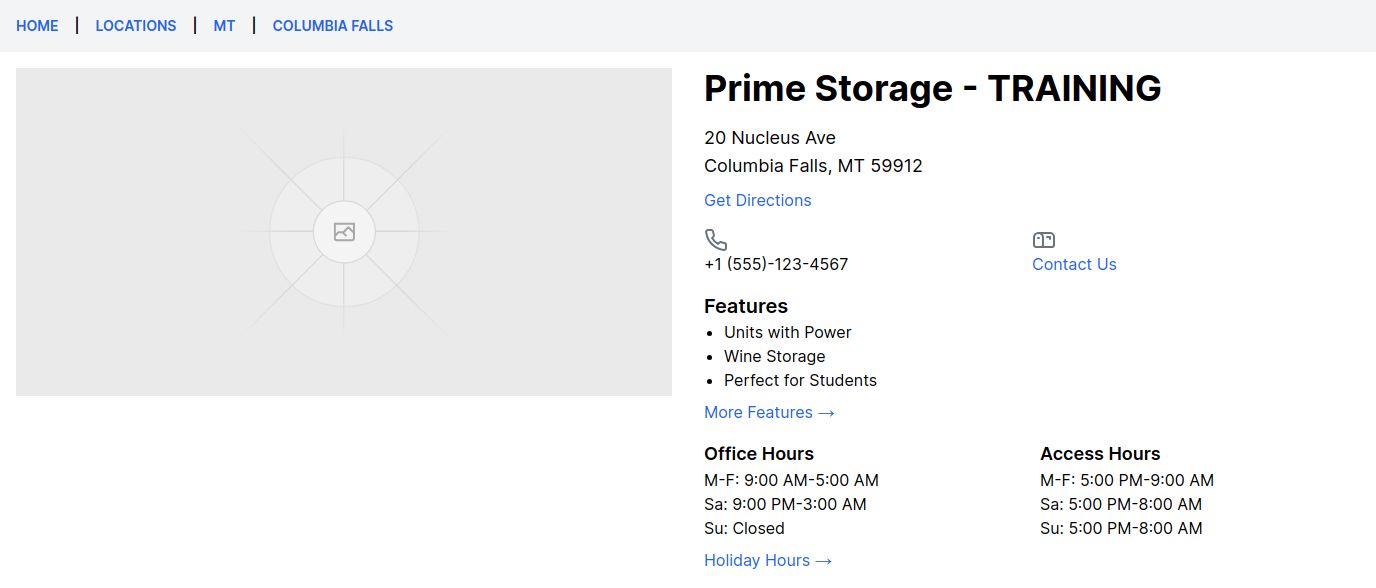 HOME | LOCATIONS | MT | COLUMBIA FALLS
Prime Storage - TRAINING
20 Nucleus Ave
Columbia Falls, MT 59912
Get Directions
+1 (555)-123-4567
Contact Us
Features
• Units with Power
• Wine Storage
• Perfect for Students
More Features →
Office Hours
M-F: 9:00 AM-5:00 AM
Sa: 9:00 PM-3:00 AM
Su: Closed
Holiday Hours →
Access Hours
M-F: 5:00 PM-9:00 AM
Sa: 5:00 PM-8:00 AM
Su: 5:00 PM-8:00 AM